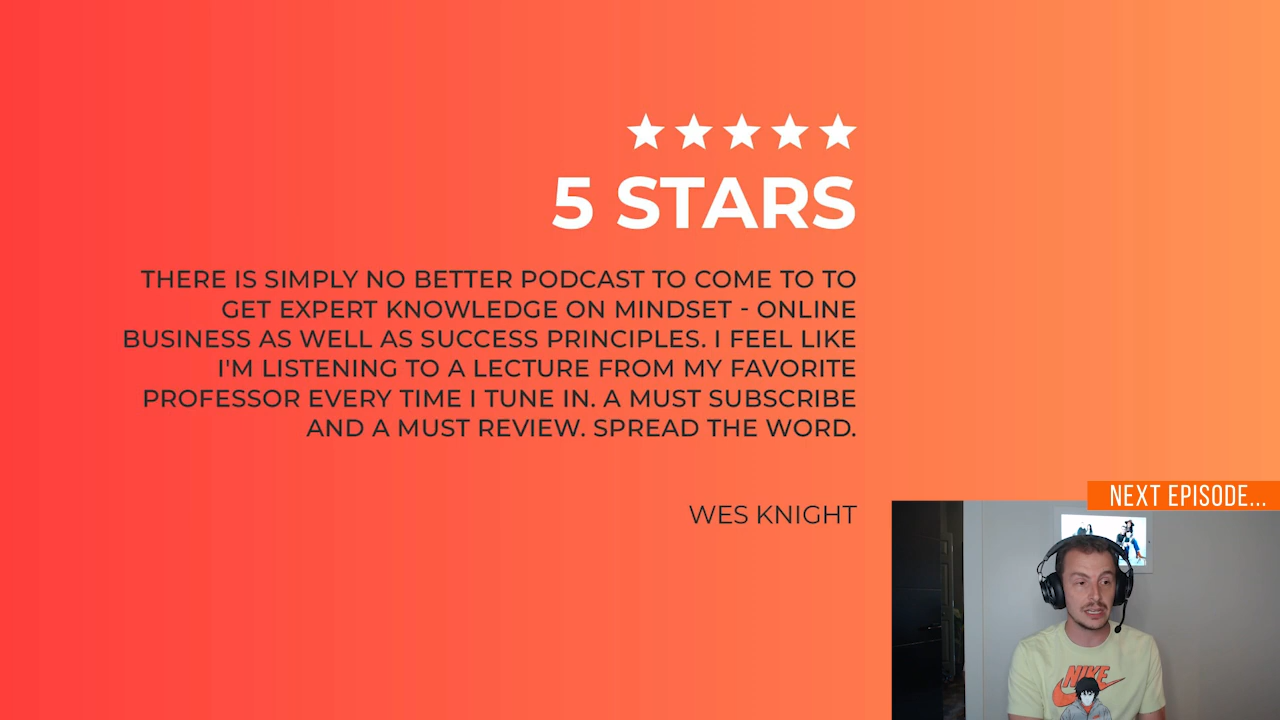 5 STARS
THERE IS SIMPLY NO BETTER PODCAST TO COME TO TO
GET EXPERT KNOWLEDGE ON MINDSET - ONLINE
BUSINESS AS WELL AS SUCCESS PRINCIPLES. I FEEL LIKE
I'M LISTENING TO A LECTURE FROM MY FAVORITE
PROFESSOR EVERY TIME I TUNE IN. A MUST SUBSCRIBE
AND A MUST REVIEW. SPREAD THE WORD.
WES KNIGHT
NEXT EPISODE...
NIKE